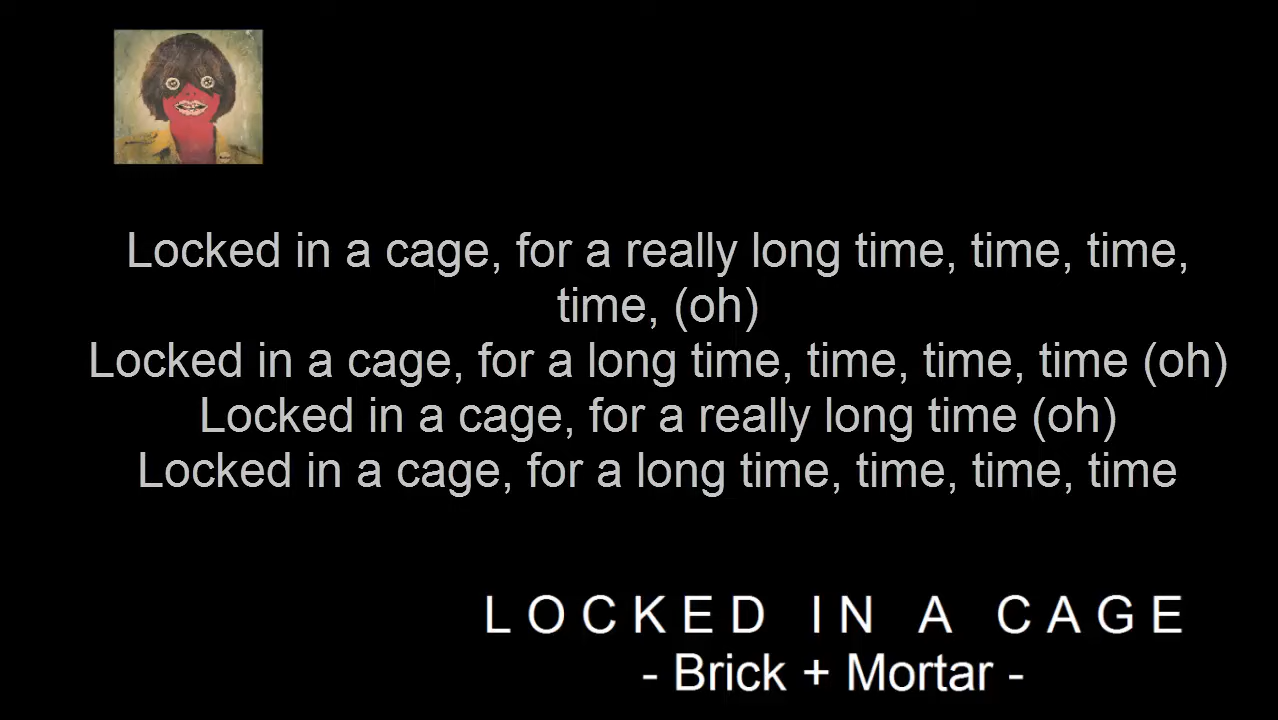 Locked in a cage, for a really long time, time, time,
time, (oh)
Locked in a cage, for a long time, time, time, time (oh)
Locked in a cage, for a really long time (oh)
Locked in a cage, for a long time, time, time, time
LOCKED IN A CAGE
- Brick + Mortar -